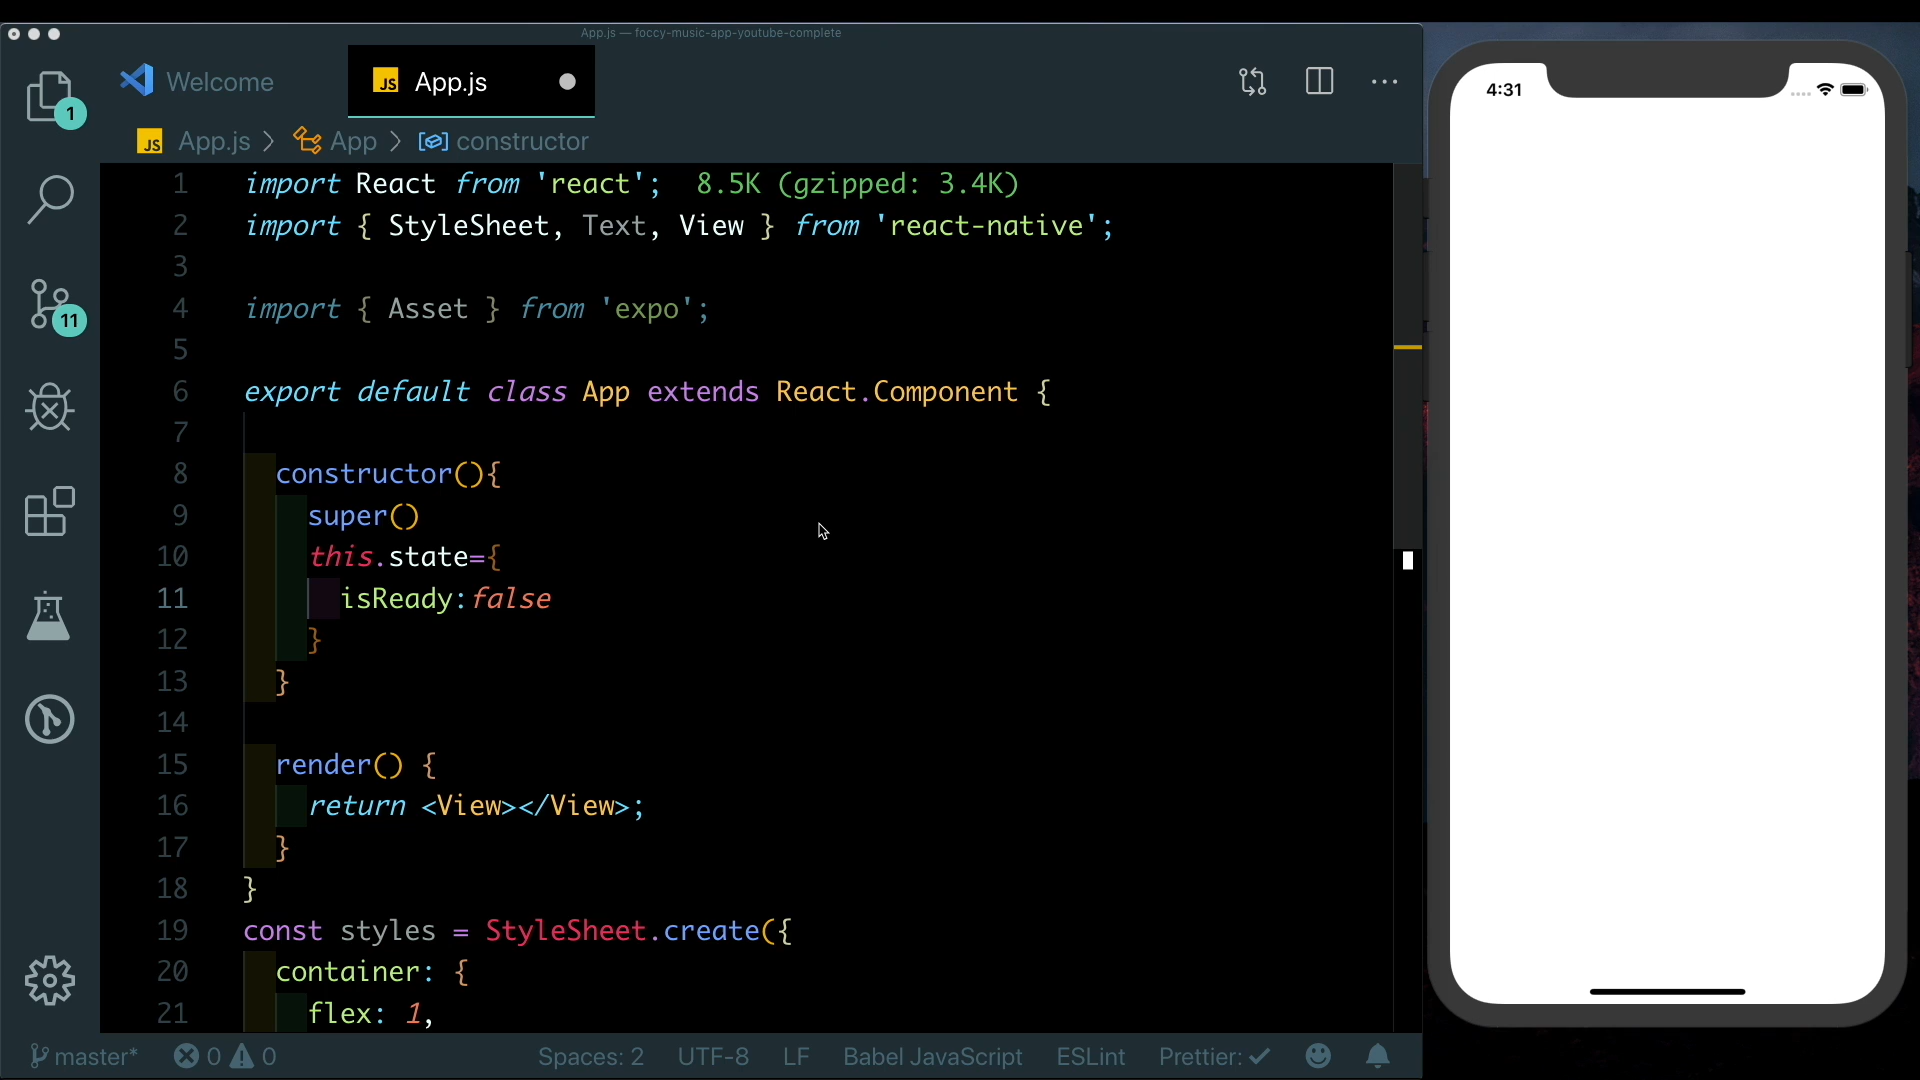 App.js — foccy-music-app-youtube-complete
Welcome
JS App.js
JS App.js > App > constructor
1
11
1 import React from 'react'; 8.5K (gzipped: 3.4K)
2 import { StyleSheet, Text, View } from 'react-native';
3
4 import { Asset } from 'expo';
5
6 export default class App extends React.Component {
7
8 constructor(){
9 super()
10 this.state={
11 isReady:false
12 }
13 }
14
15 render() {
16 return <View></View>;
17 }
18 }
19 const styles = StyleSheet.create({
20 container: {
21 flex: 1,
master* 0 0 Spaces: 2 UTF-8 LF Babel JavaScript ESLint Prettier: ✓
4:31